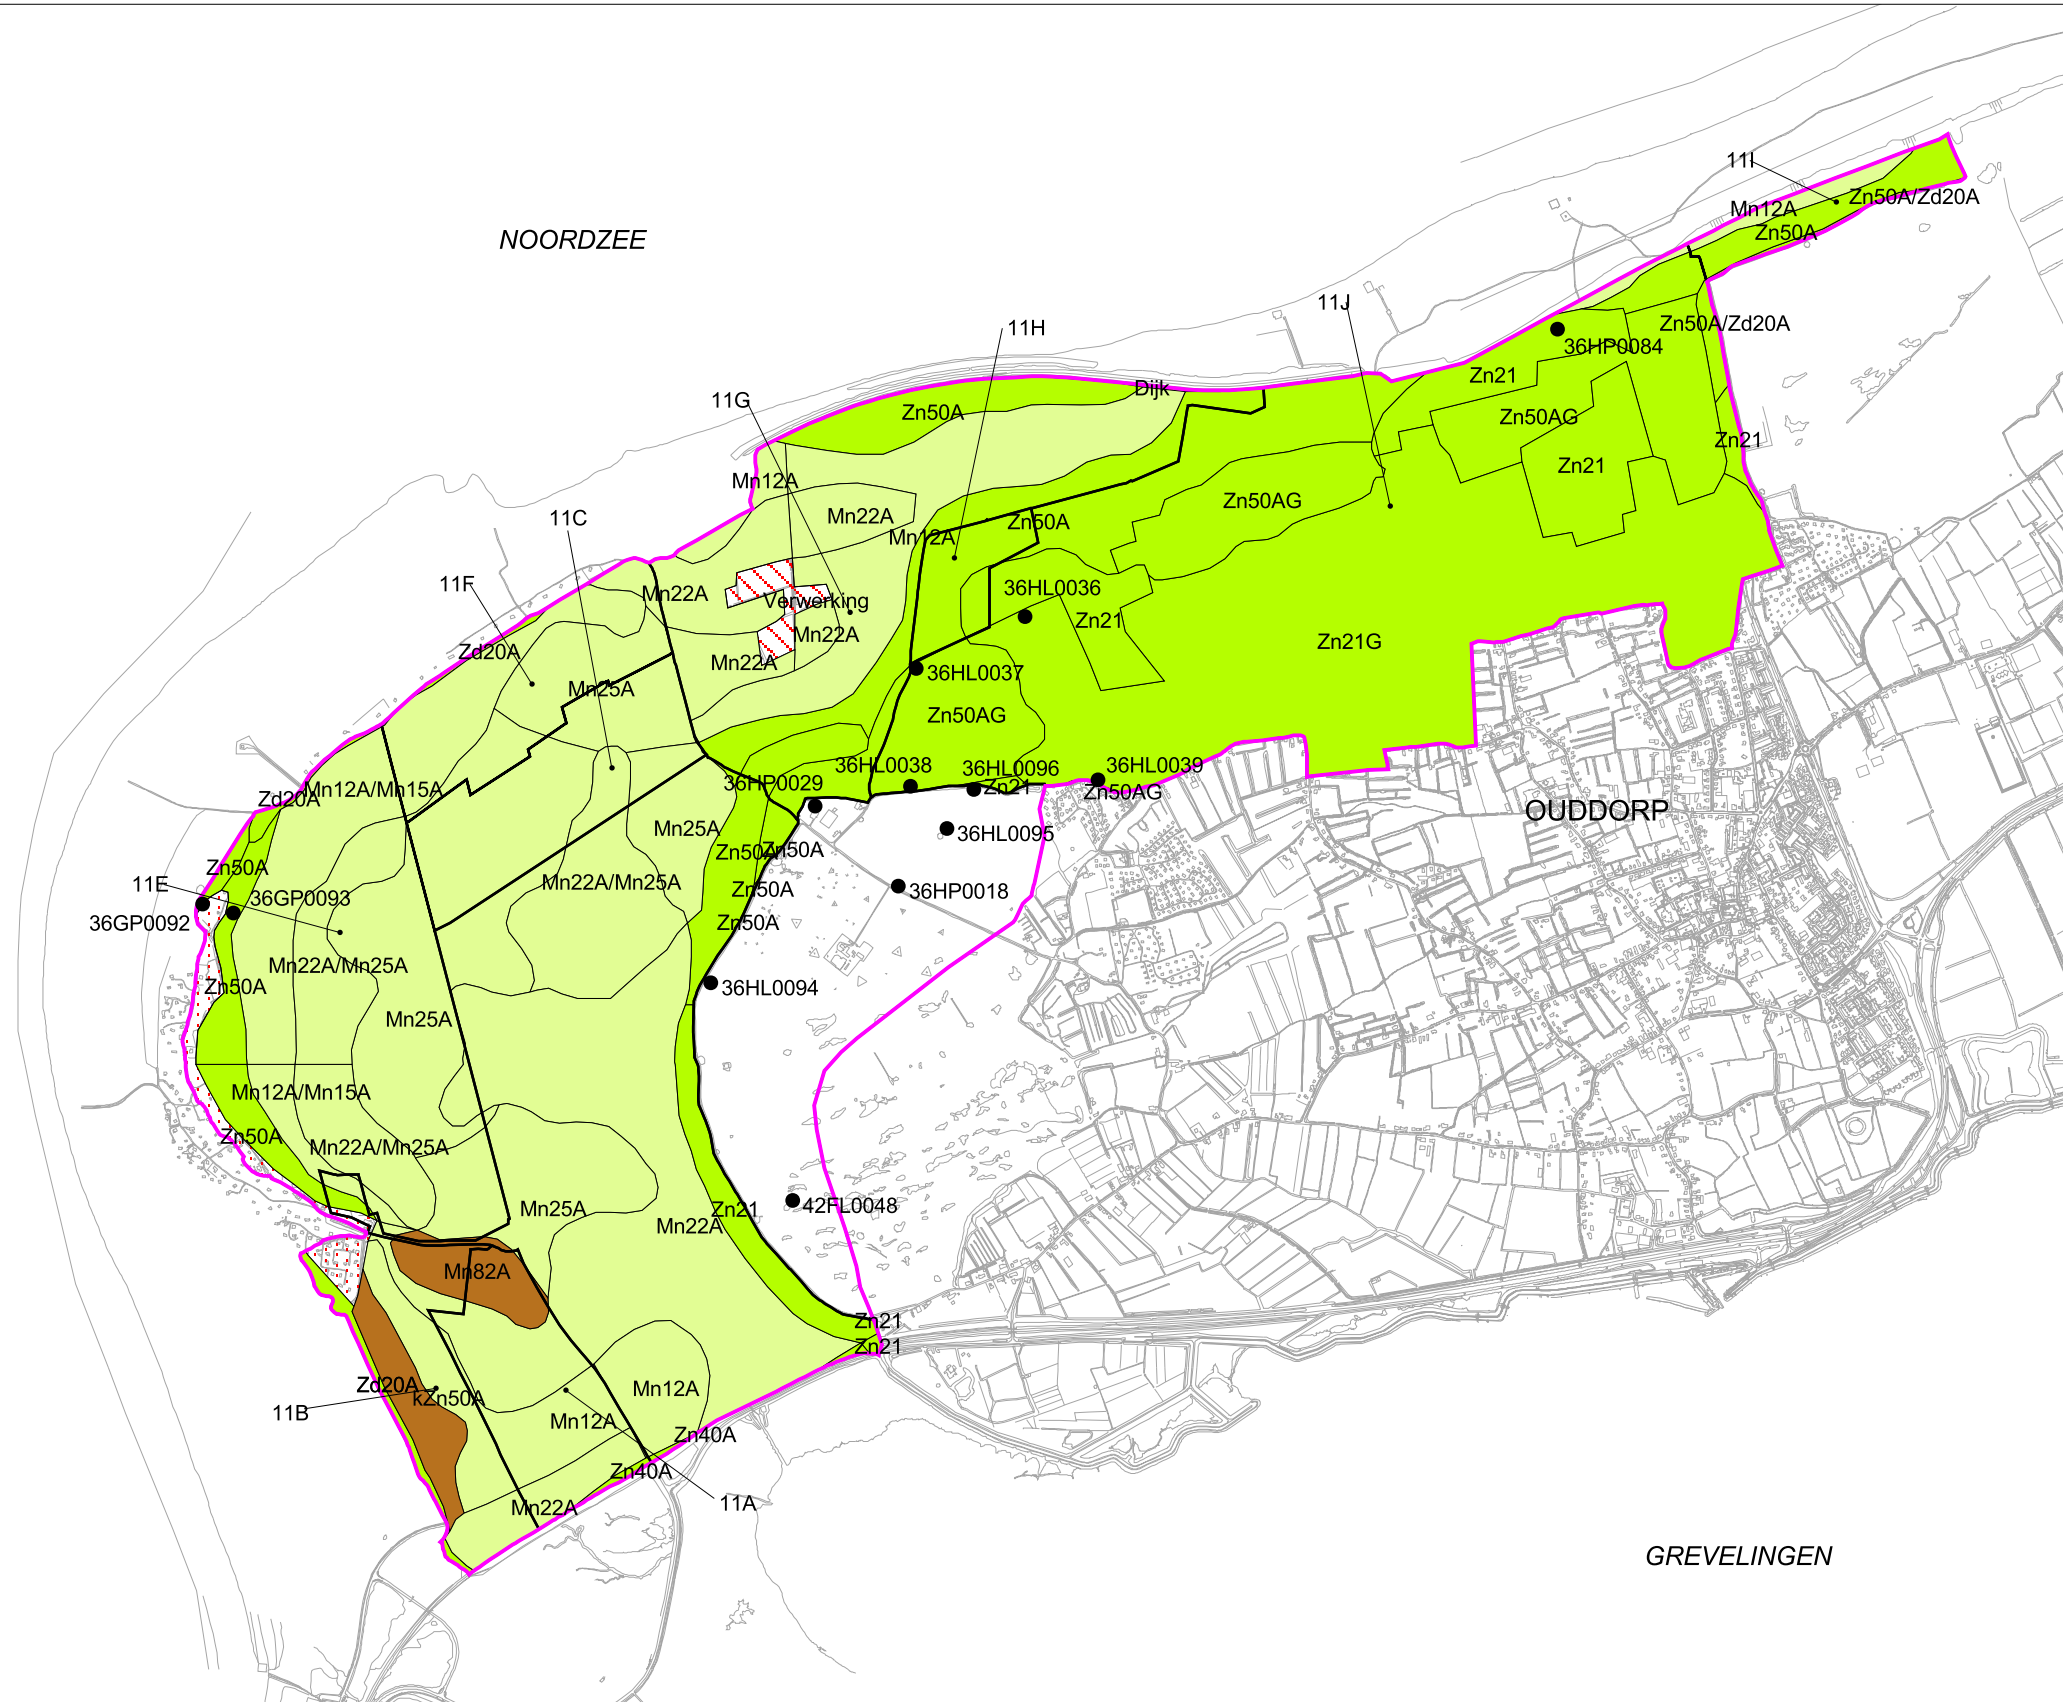 11I
Zn50A/Zd20A
Mn12A
Zn50A
NOORDZEE
11J
11H
Zn50A/Zd20A
36HP0084
Zn21
Dijk
11G
Zn50A
Zn50AG
Zn21
Zn21
Mn12A
Zn50AG
Mn22A
11C
Zn50A
Mn12A
11F
Mn22A
36HL0036
Verwerking
Zn21
Mn22A
Zn21G
Zd20A
Mn22A
36HL0037
Mn25A
Zn50AG
36HL0038
36HL0096
36HL0039
36HP0029
Zn21
Zn50AG
Mn12A/Mn15A
Zd20A
OUDDORP
Mn25A
36HL0095
Zn50A
Zn50A
Zn50A
11E
Mn22A/Mn25A
Zn50A
36HP0018
36GP0093
36GP0092
Zn50A
Mn22A/Mn25A
Zn50A
36HL0094
Mn25A
Mn12A/Mn15A
Zn50A
Mn22A/Mn25A
Mn25A
Zn21
42FL0048
Mn22A
Mn82A
Zn21
Zn21
Zd20A
kZn50A
Mn12A
11B
Mn12A
Zn40A
Zn40A
11A
Mn22A
GREVELINGEN